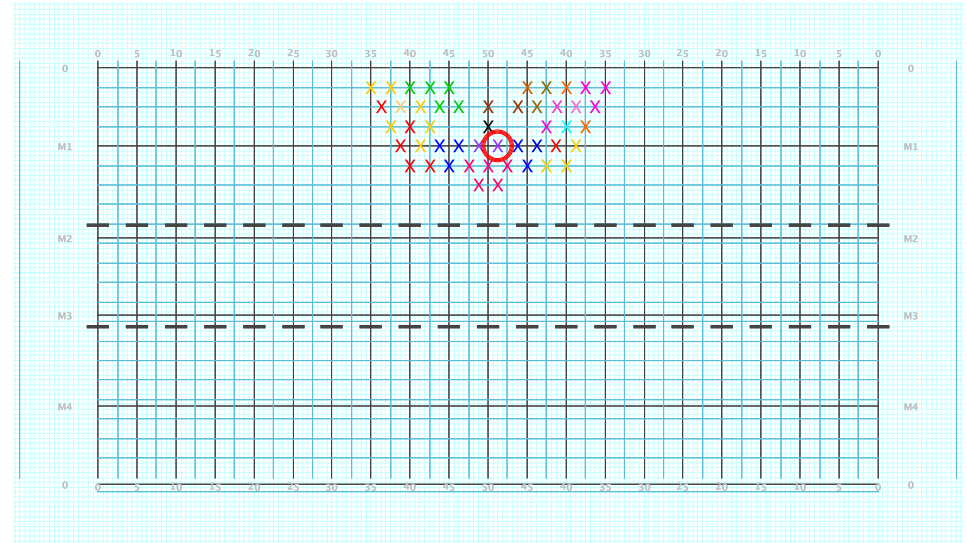 0 5 10 15 20 25 30 35 40 45 50 45 40 35 30 25 20 15 10 5 0
0 0
X X X X X X X X X X
X X X X X X X X X X X
X X X X X X X
X X X X X X X X X X
X X X X X X X X X
X X
M1 M1
M2 M2
M3 M3
M4 M4
0 0
0 5 10 15 20 25 30 35 40 45 50 45 40 35 30 25 20 15 10 5 0